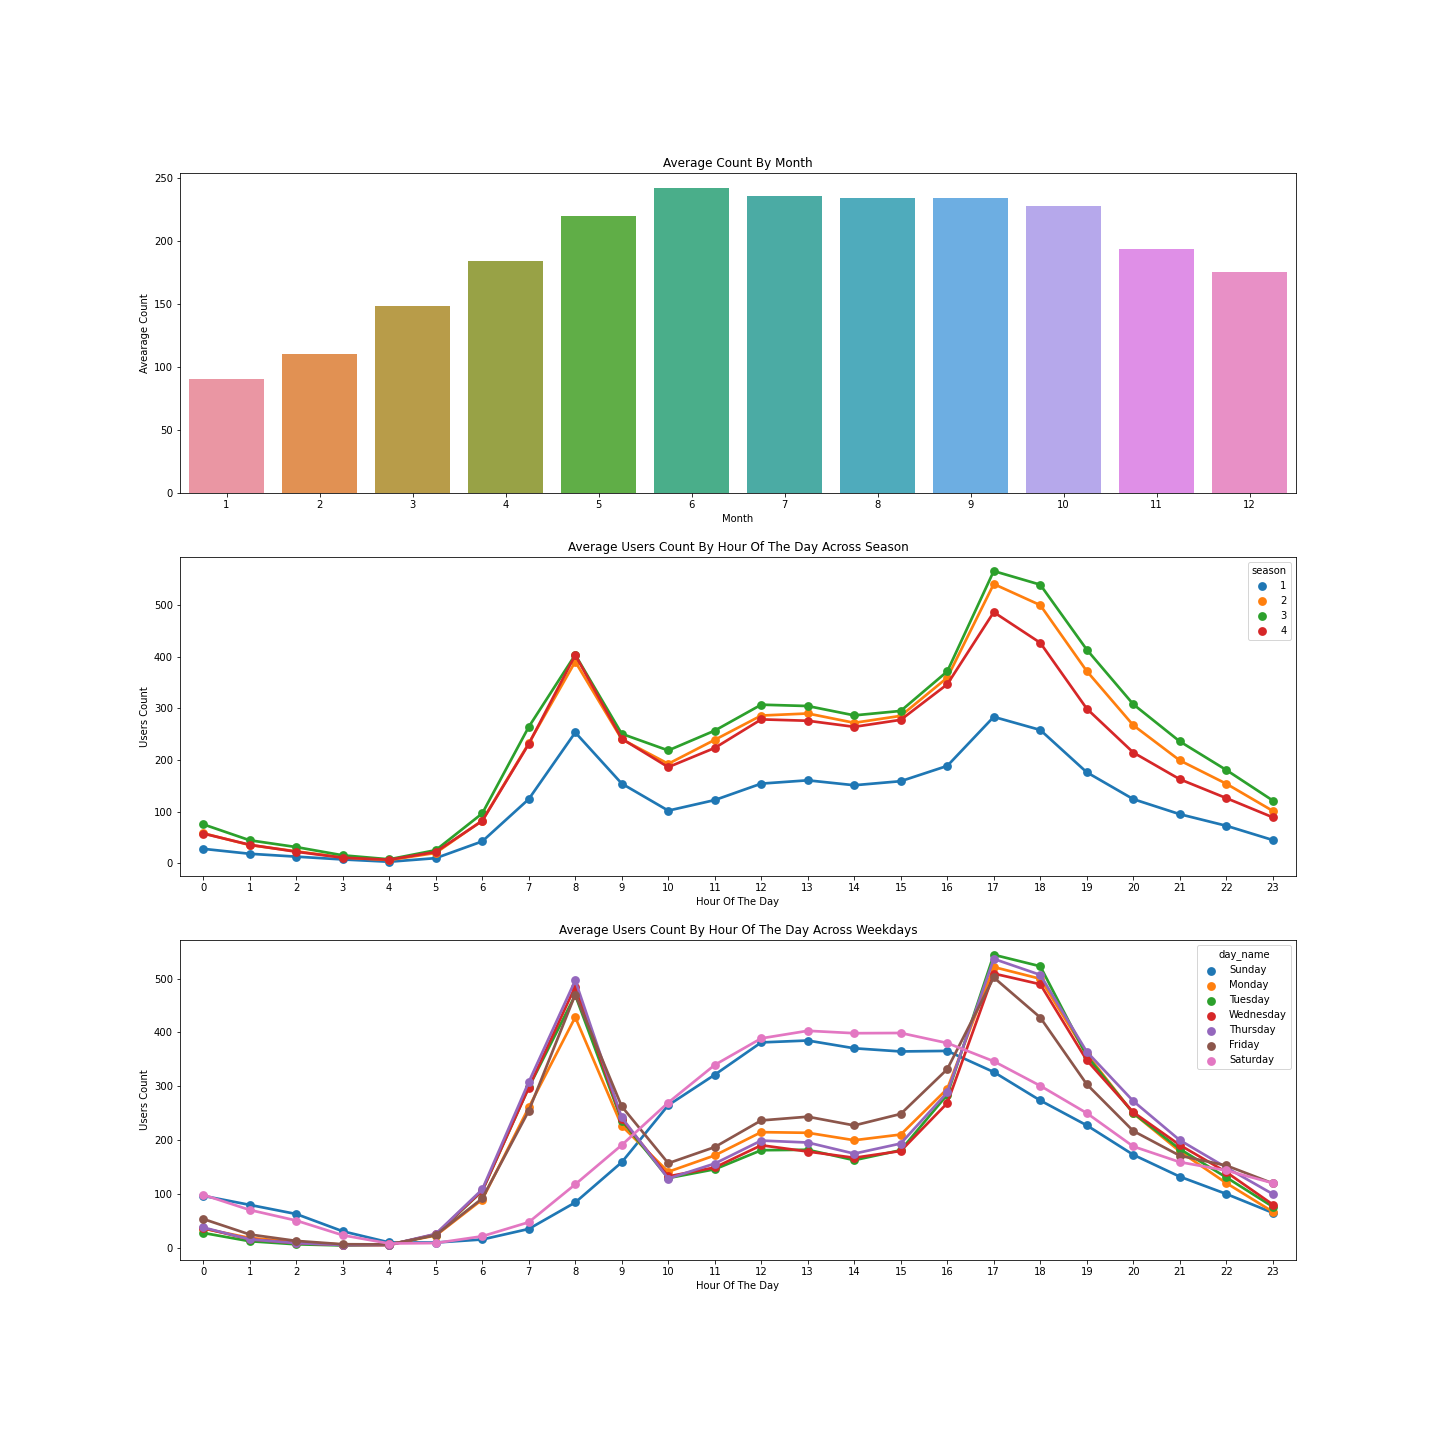 Average Count By Month
250
200
150
100
50
0
Avearage Count
1 2 3 4 5 6 7 8 9 10 11 12
Month
Average Users Count By Hour Of The Day Across Season
season
1
2
3
4
500
400
300
200
100
0
Users Count
0 1 2 3 4 5 6 7 8 9 10 11 12 13 14 15 16 17 18 19 20 21 22 23
Hour Of The Day
Average Users Count By Hour Of The Day Across Weekdays
day_name
Sunday
Monday
Tuesday
Wednesday
Thursday
Friday
Saturday
500
400
300
200
100
0
Users Count
0 1 2 3 4 5 6 7 8 9 10 11 12 13 14 15 16 17 18 19 20 21 22 23
Hour Of The Day